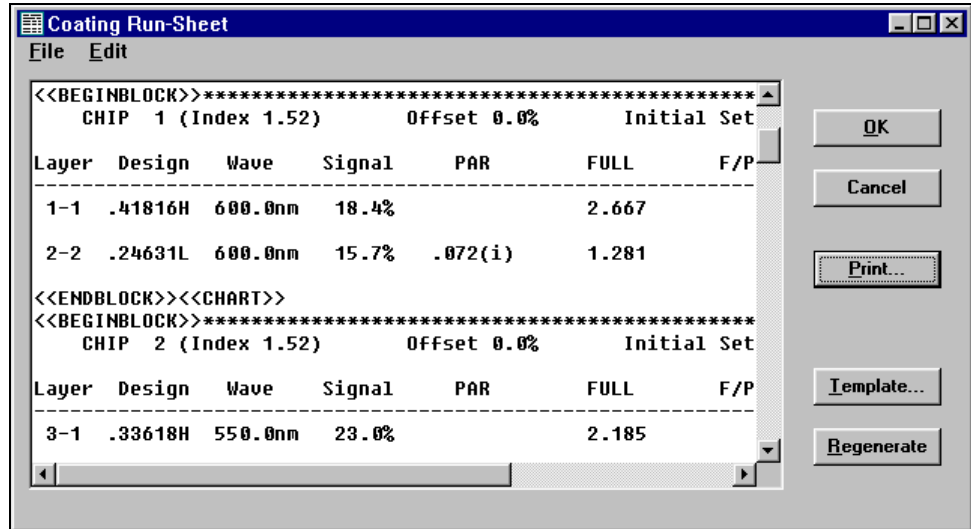 Coating Run-Sheet
File Edit
<<BEGINBLOCK>>**********************************************
CHIP 1 (Index 1.52) Offset 0.0% Initial Set
Layer Design Wave Signal PAR FULL F/P
------------------------------------------------------------
1-1 .41816H 600.0nm 18.4% 2.667
2-2 .24631L 600.0nm 15.7% .072(i) 1.281
<<ENDBLOCK>><<CHART>>
<<BEGINBLOCK>>**********************************************
CHIP 2 (Index 1.52) Offset 0.0% Initial Set
Layer Design Wave Signal PAR FULL F/P
------------------------------------------------------------
3-1 .33618H 550.0nm 23.0% 2.185
OK
Cancel
Print...
Template...
Regenerate